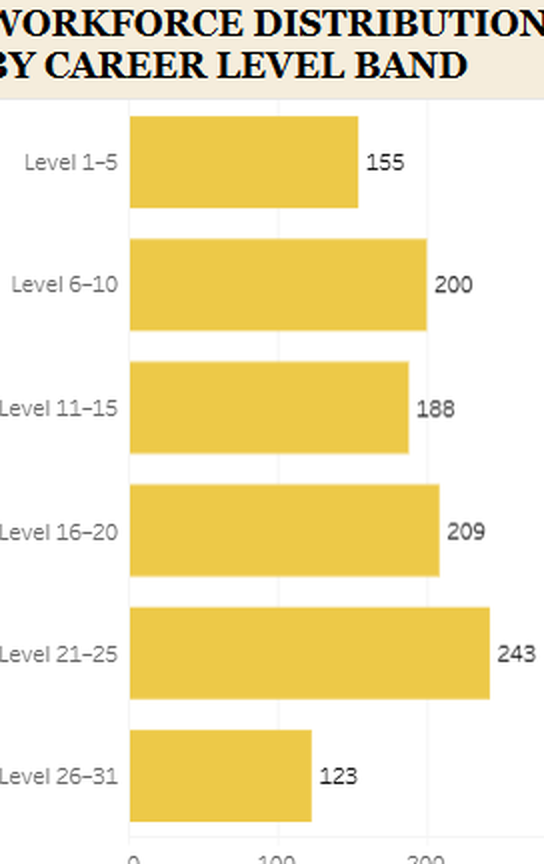 WORKFORCE DISTRIBUTION
BY CAREER LEVEL BAND
Level 1–5 155
Level 6–10 200
Level 11–15 188
Level 16–20 209
Level 21–25 243
Level 26–31 123
0 100 200